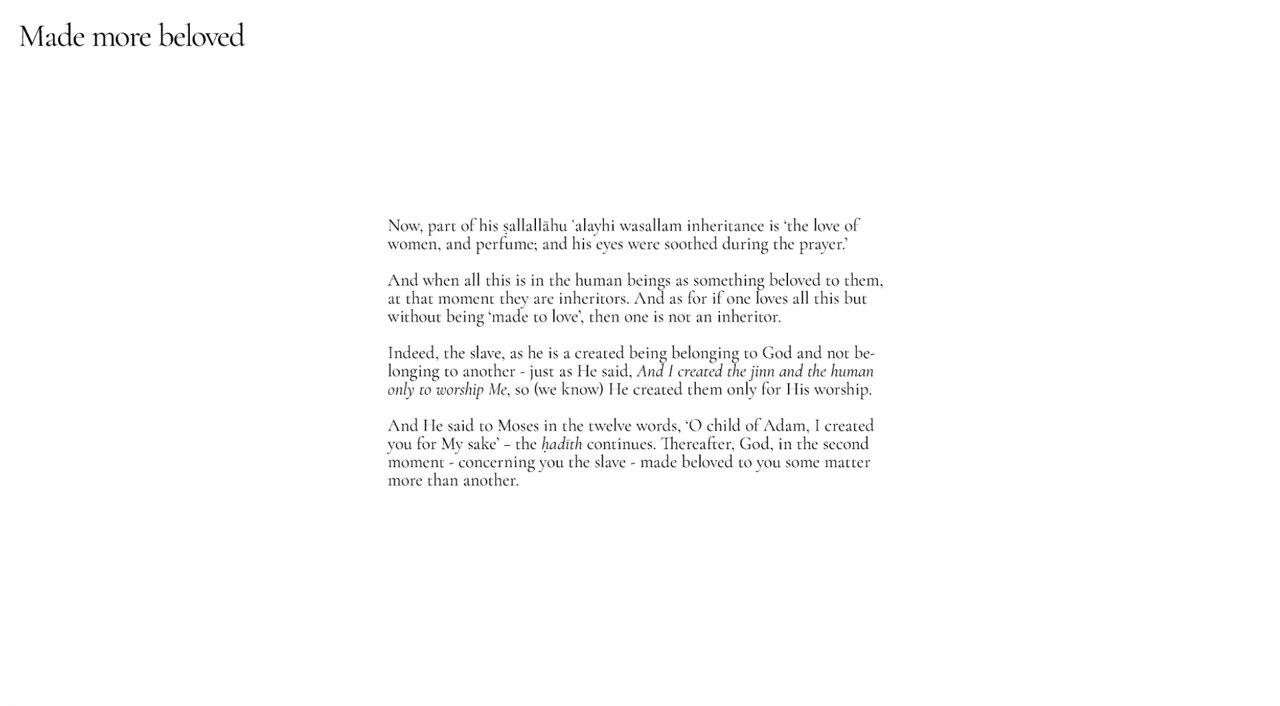 Made more beloved
Now, part of his ṣallallāhu ʿalayhi wasallam inheritance is ‘the love of
women, and perfume; and his eyes were soothed during the prayer.’
And when all this is in the human beings as something beloved to them,
at that moment they are inheritors. And as for if one loves all this but
without being ‘made to love’, then one is not an inheritor.
Indeed, the slave, as he is a created being belonging to God and not be-
longing to another - just as He said, And I created the jinn and the human
only to worship Me, so (we know) He created them only for His worship.
And He said to Moses in the twelve words, ‘O child of Adam, I created
you for My sake’ – the ḥadīth continues. Thereafter, God, in the second
moment - concerning you the slave - made beloved to you some matter
more than another.